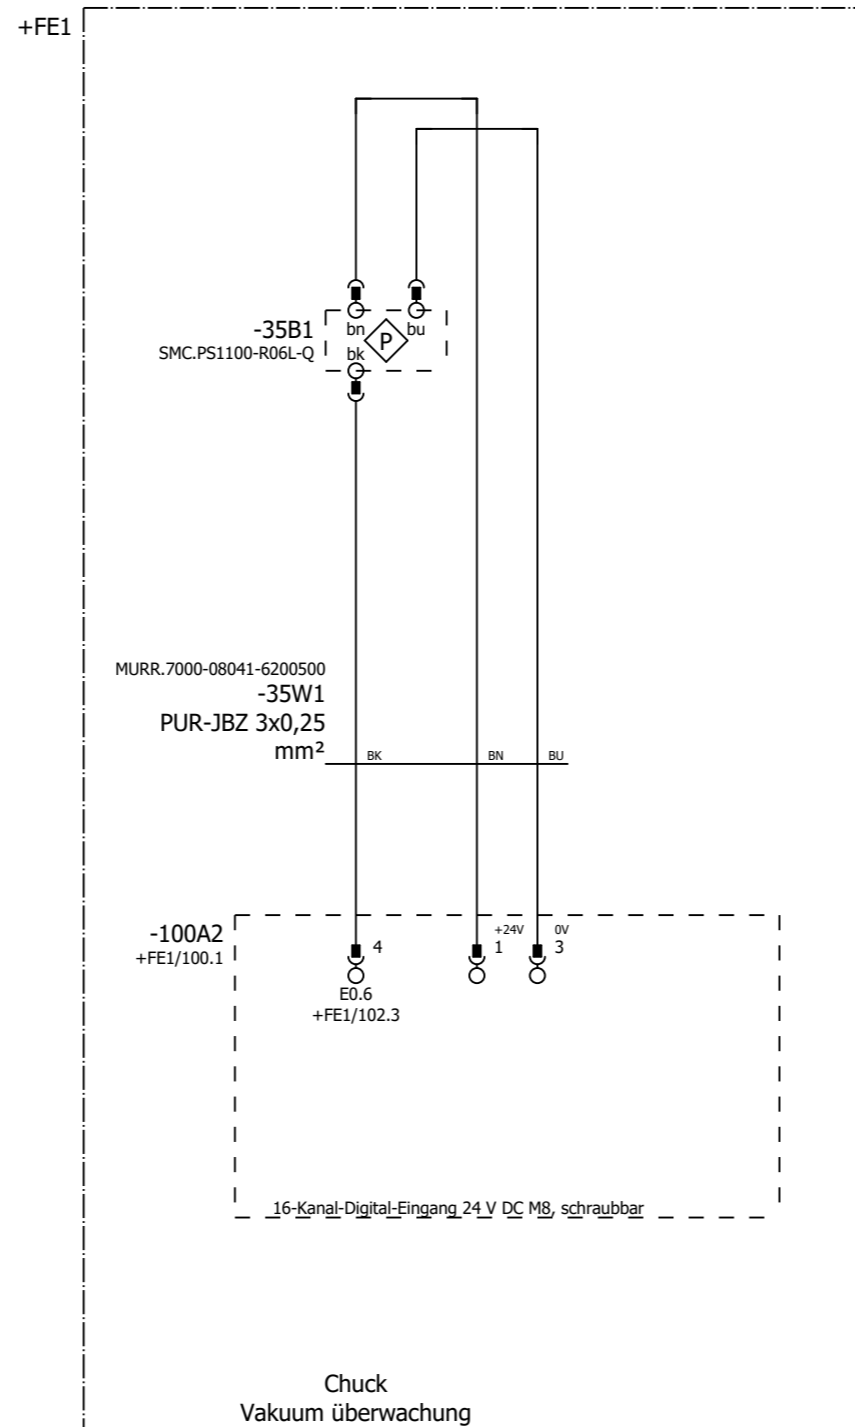 +FE1
-35B1
SMC.PS1100-R06L-Q
bn
bu
bk
P
MURR.7000-08041-6200500
-35W1
PUR-JBZ 3x0,25
mm²
BK
BN
BU
-100A2
+FE1/100.1
4
+24V
1
0V
3
E0.6
+FE1/102.3
16-Kanal-Digital-Eingang 24 V DC M8, schraubbar
Chuck
Vakuum überwachung